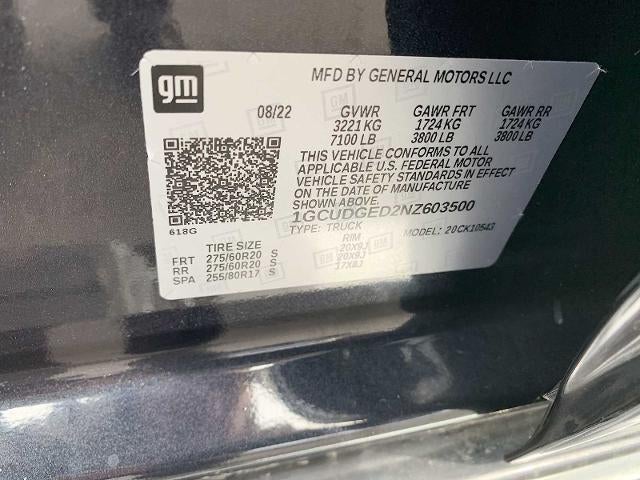 gm
MFD BY GENERAL MOTORS LLC
08/22 GVWR GAWR FRT GAWR RR
3221 KG 1724 KG 1724 KG
7100 LB 3800 LB 3800 LB
THIS VEHICLE CONFORMS TO ALL
APPLICABLE U.S. FEDERAL MOTOR
VEHICLE SAFETY STANDARDS IN EFFECT
ON THE DATE OF MANUFACTURE
SHOWN ABOVE.
1GCUDGED2NZ603500
618G
TYPE: TRUCK MODEL: 20CK10543
TIRE SIZE RIM
FRT 275/60R20 S 20X9J
RR 275/60R20 S 20X9J
SPA 255/80R17 S 17X8J